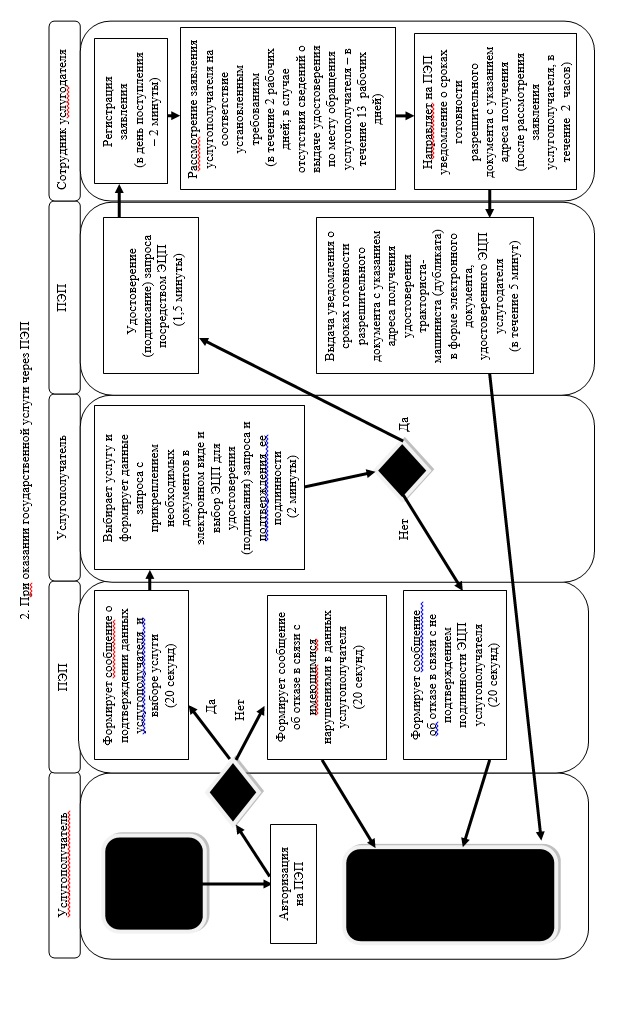 2. При оказании государственной услуги через ПЭП
Услугополучатель
ПЭП
Услугополучатель
ПЭП
Сотрудник услугодателя
Авторизация
на ПЭП
Формирует сообщение о
подтверждении данных
услугополучателя и
выборе услуги
(20 секунд)
Да
Нет
Формирует сообщение
об отказе в связи с
имеющимися
нарушениями в данных
услугополучателя
(20 секунд)
Формирует сообщение
об отказе в связи с не
подтверждением
подлинности ЭЦП
услугополучателя
(20 секунд)
Выбирает услугу и
формирует данные
запроса с
прикреплением
необходимых
документов в
электронном виде и
выбор ЭЦП для
удостоверения
(подписания) запроса и
подтверждения ее
подлинности
(2 минуты)
Нет
Да
Удостоверение
(подписание) запроса
посредством ЭЦП
(1,5 минуты)
Выдача уведомления о
сроках готовности
разрешительного
документа с указанием
адреса получения
удостоверения
тракториста-
машиниста (дубликата)
в форме электронного
документа,
удостоверенного ЭЦП
услугодателя
(в течение 5 минут)
Регистрация
заявления
(в день поступления
– 2 минуты)
Рассмотрение заявления
услугополучателя на
соответствие
установленным
требованиям
(в течение 2 рабочих
дней; в случае
отсутствия сведений о
выдаче удостоверения
по месту обращения
услугополучателя – в
течение 13 рабочих
дней)
Направляет на ПЭП
уведомление о сроках
готовности
разрешительного
документа с указанием
адреса получения
(после рассмотрения
заявления
услугополучателя, в
течение 2 часов)